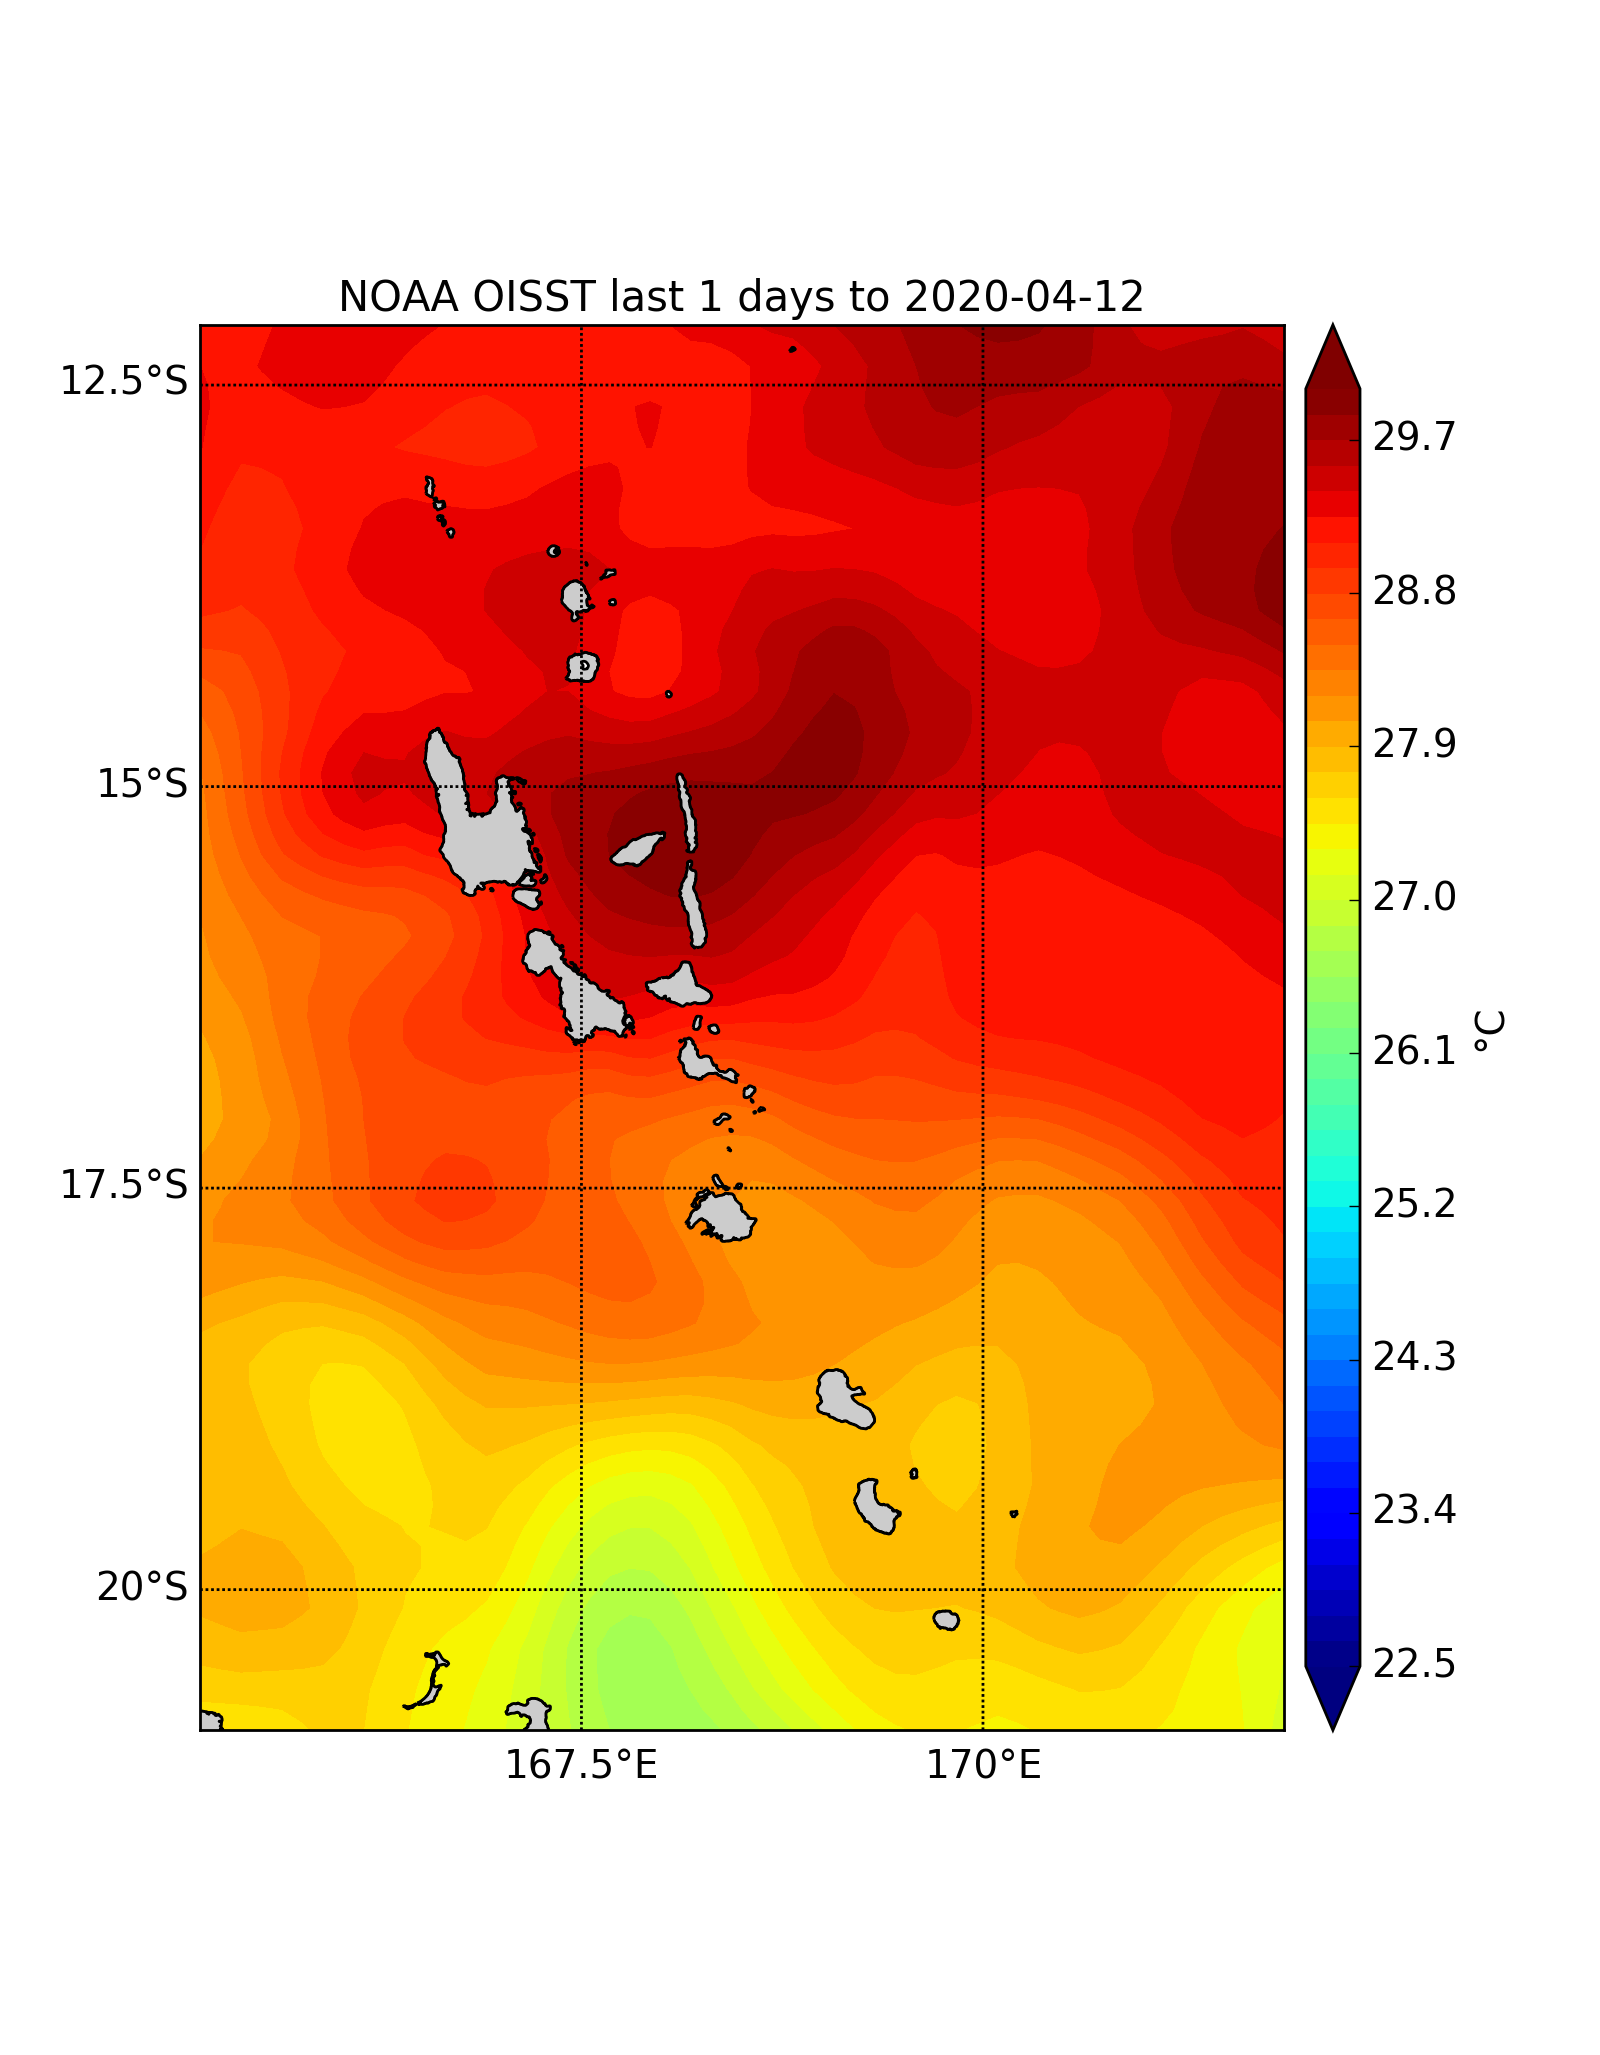 NOAA OISST last 1 days to 2020-04-12
12.5°S
15°S
17.5°S
20°S
167.5°E
170°E
29.7
28.8
27.9
27.0
26.1
25.2
24.3
23.4
22.5
°C